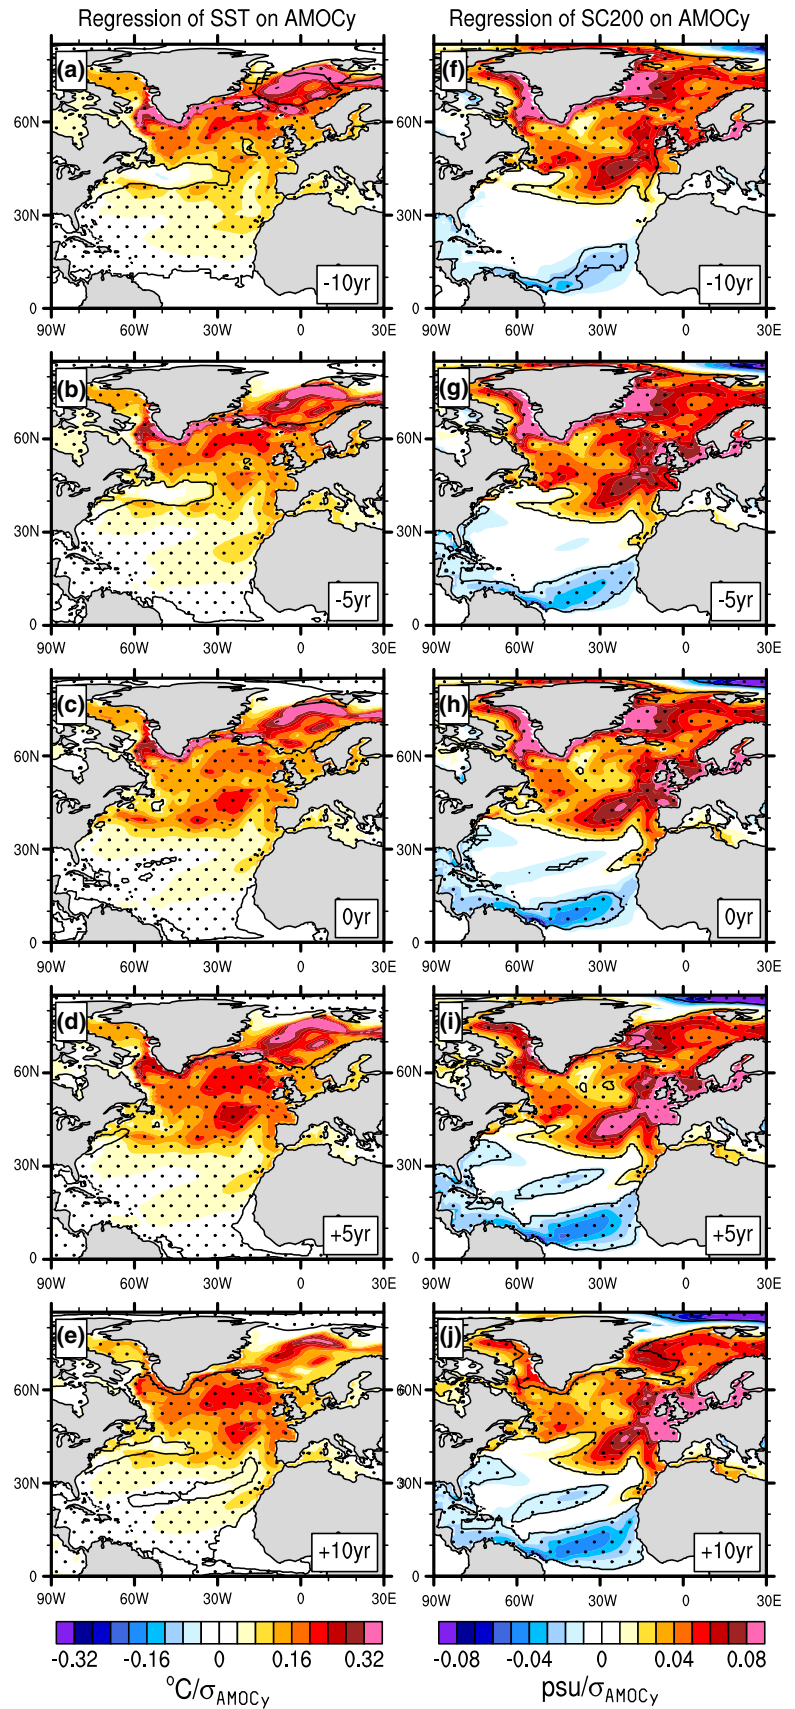 Regression of SST on AMOCy Regression of SC200 on AMOCy
(a) (f)
60N 60N
30N 30N
-10yr -10yr
0 0
90W 60W 30W 0 30E 90W 60W 30W 0 30E
(b) (g)
60N 60N
30N 30N
-5yr -5yr
0 0
90W 60W 30W 0 30E 90W 60W 30W 0 30E
(c) (h)
60N 60N
30N 30N
0yr 0yr
0 0
90W 60W 30W 0 30E 90W 60W 30W 0 30E
(d) (i)
60N 60N
30N 30N
+5yr +5yr
0 0
90W 60W 30W 0 30E 90W 60W 30W 0 30E
(e) (j)
60N 60N
30N 30N
+10yr +10yr
0 0
90W 60W 30W 0 30E 90W 60W 30W 0 30E
-0.32 -0.16 0 0.16 0.32 -0.08 -0.04 0 0.04 0.08
°C/σAMOCy psu/σAMOCy